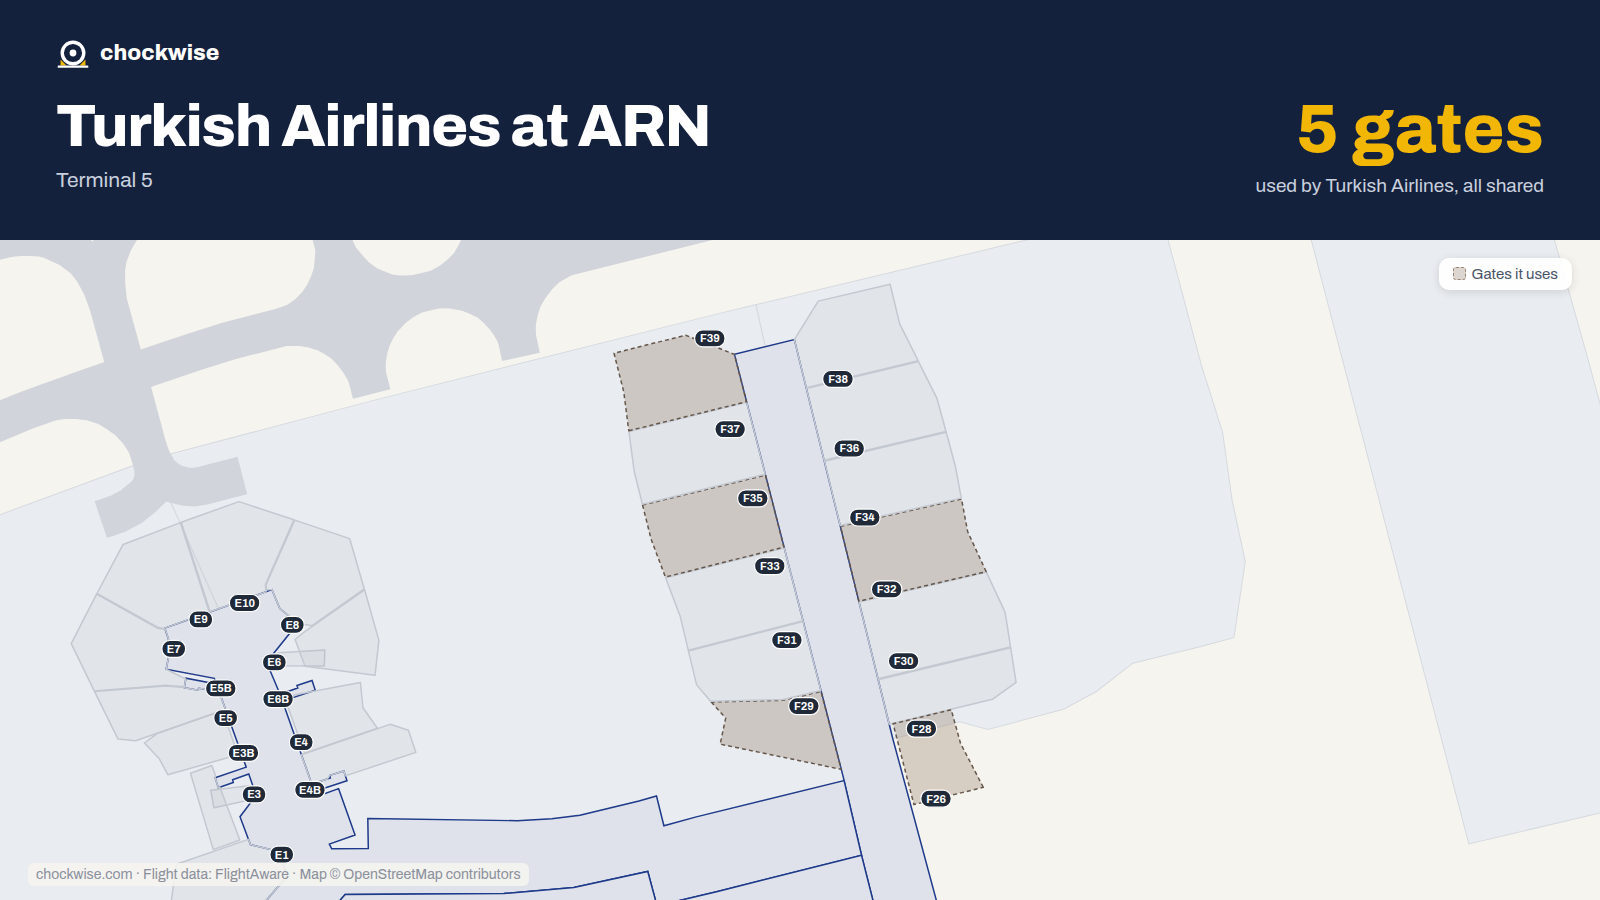 chockwise
Turkish Airlines at ARN
Terminal 5
5 gates
used by Turkish Airlines, all shared
Gates it uses
F39
F38
F37
F36
F35
F34
F33
F32
F31
F30
F29
F28
F26
E10
E9
E8
E7
E6
E5B
E6B
E5
E4
E3B
E4B
E3
E1
chockwise.com · Flight data: FlightAware · Map © OpenStreetMap contributors